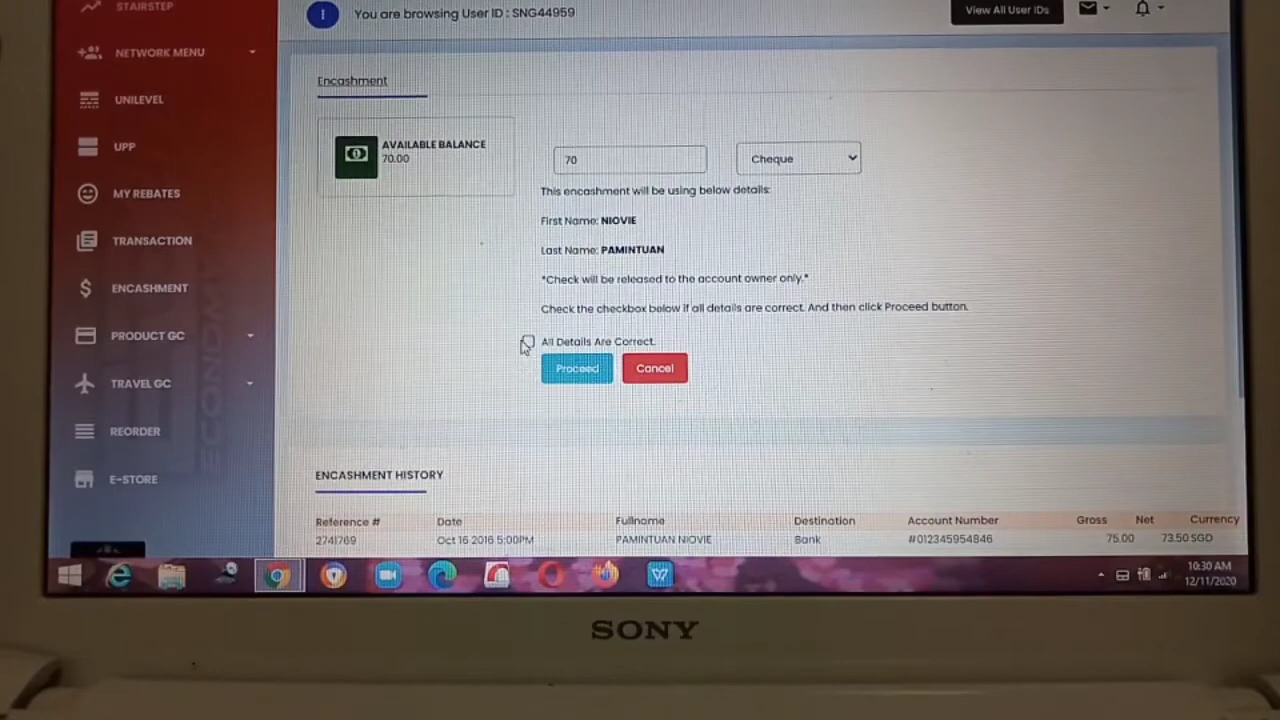 STAIRSTEP
NETWORK MENU
UNILEVEL
UPP
MY REBATES
TRANSACTION
ENCASHMENT
PRODUCT GC
TRAVEL GC
REORDER
E-STORE
ECONOMY
You are browsing User ID : SNG44959
View All User IDs
Encashment
AVAILABLE BALANCE
70.00
70
Cheque
This encashment will be using below details:
First Name: NIOVIE
Last Name: PAMINTUAN
*Check will be released to the account owner only.*
Check the checkbox below if all details are correct. And then click Proceed button.
All Details Are Correct.
Proceed Cancel
ENCASHMENT HISTORY
Reference # Date Fullname Destination Account Number Gross Net Currency
2741769 Oct 16 2016 5:00PM PAMINTUAN NIOVIE Bank #012345954846 75.00 73.50 SGD
10:30 AM
12/11/2020
SONY